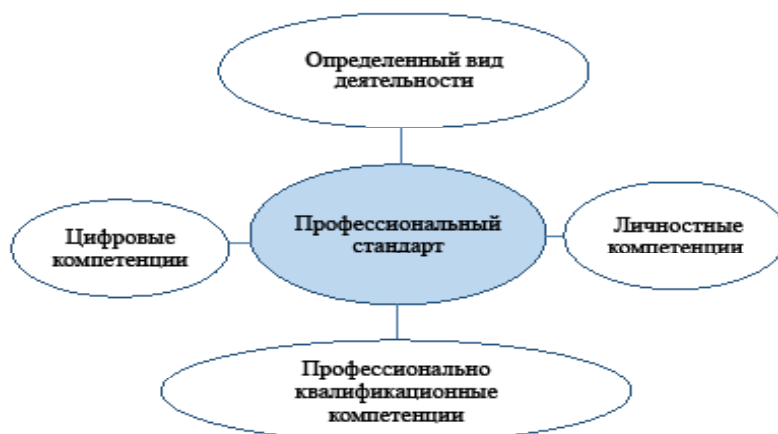 Определенный вид
деятельности
Цифровые
компетенции
Профессиональный
стандарт
Личностные
компетенции
Профессионально
квалификационные
компетенции